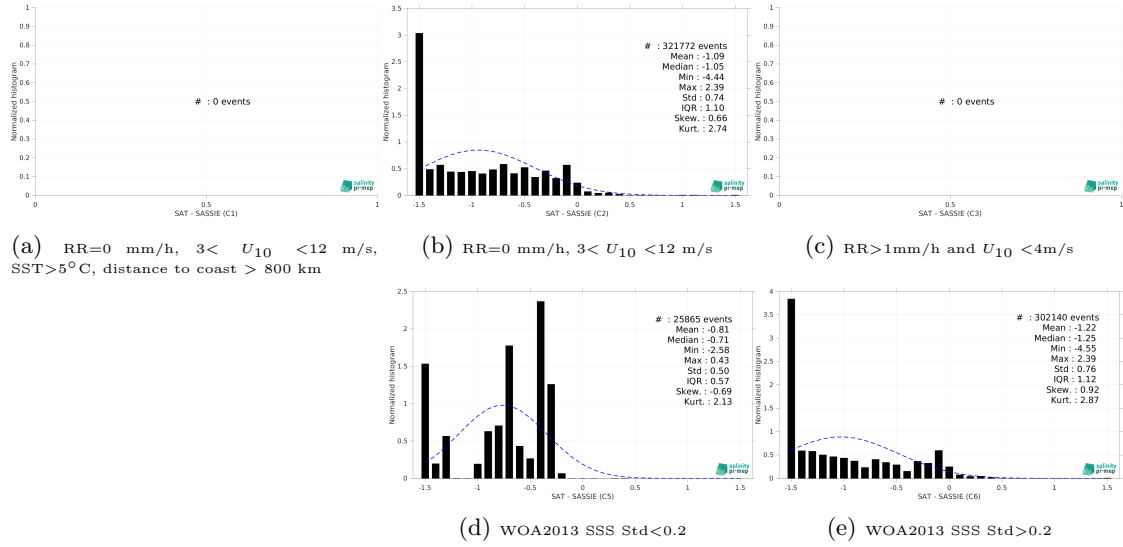 1
0.9
0.8
0.7
0.6
0.5
0.4
0.3
0.2
0.1
0
Normalized histogram
# : 0 events
salinity
pi-mep
0 0.5 1
SAT - SASSIE (C1)
(a) RR=0 mm/h, 3< U10 <12 m/s,
SST>5°C, distance to coast > 800 km
3.5
3
2.5
2
1.5
1
0.5
0
Normalized histogram
# : 321772 events
Mean : -1.09
Median : -1.05
Min : -4.44
Max : 2.39
Std : 0.74
IQR : 1.10
Skew. : 0.66
Kurt. : 2.74
salinity
pi-mep
-1.5 -1 -0.5 0 0.5 1 1.5
SAT - SASSIE (C2)
(b) RR=0 mm/h, 3< U10 <12 m/s
1
0.9
0.8
0.7
0.6
0.5
0.4
0.3
0.2
0.1
0
Normalized histogram
# : 0 events
salinity
pi-mep
0 0.5 1
SAT - SASSIE (C3)
(c) RR>1mm/h and U10 <4m/s
2.5
2
1.5
1
0.5
0
Normalized histogram
# : 25865 events
Mean : -0.81
Median : -0.71
Min : -2.58
Max : 0.43
Std : 0.50
IQR : 0.57
Skew. : -0.69
Kurt. : 2.13
salinity
pi-mep
-1.5 -1 -0.5 0 0.5 1 1.5
SAT - SASSIE (C5)
(d) WOA2013 SSS Std<0.2
4
3.5
3
2.5
2
1.5
1
0.5
0
Normalized histogram
# : 302140 events
Mean : -1.22
Median : -1.25
Min : -4.55
Max : 2.39
Std : 0.76
IQR : 1.12
Skew. : 0.92
Kurt. : 2.87
salinity
pi-mep
-1.5 -1 -0.5 0 0.5 1 1.5
SAT - SASSIE (C6)
(e) WOA2013 SSS Std>0.2